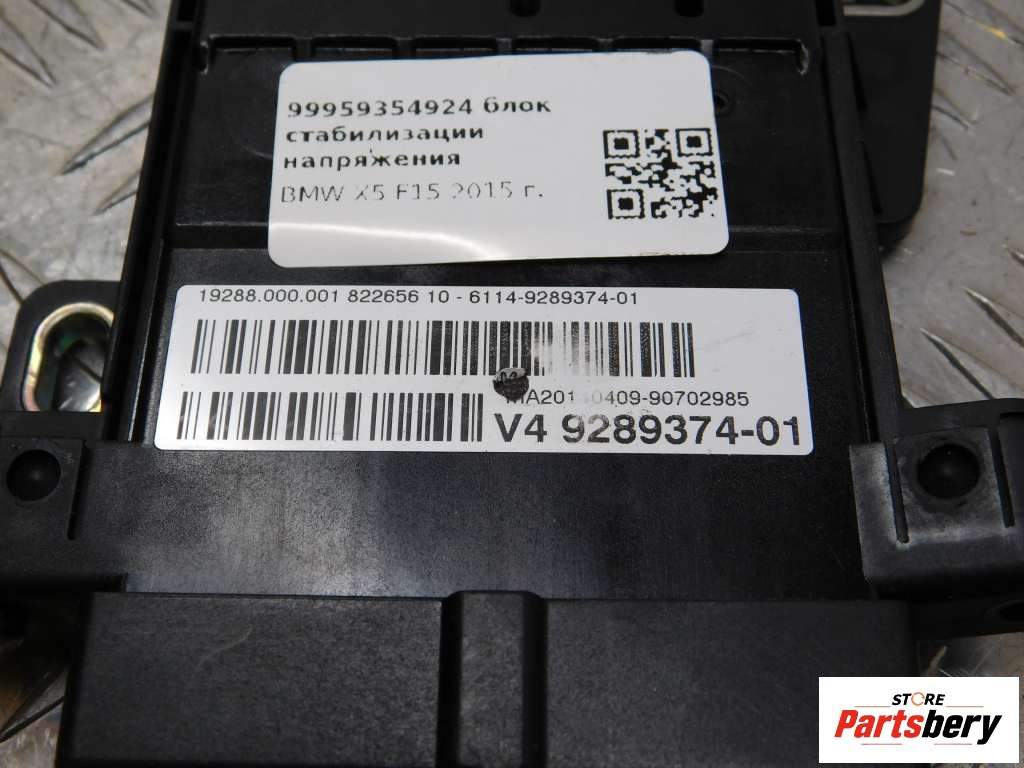 99959354924 блок
стабилизации
напряжения
BMW X5 F15 2015 г.
19288.000.001 822656 10 - 6114-9289374-01
V4 9289374-01
STORE
Partsbery